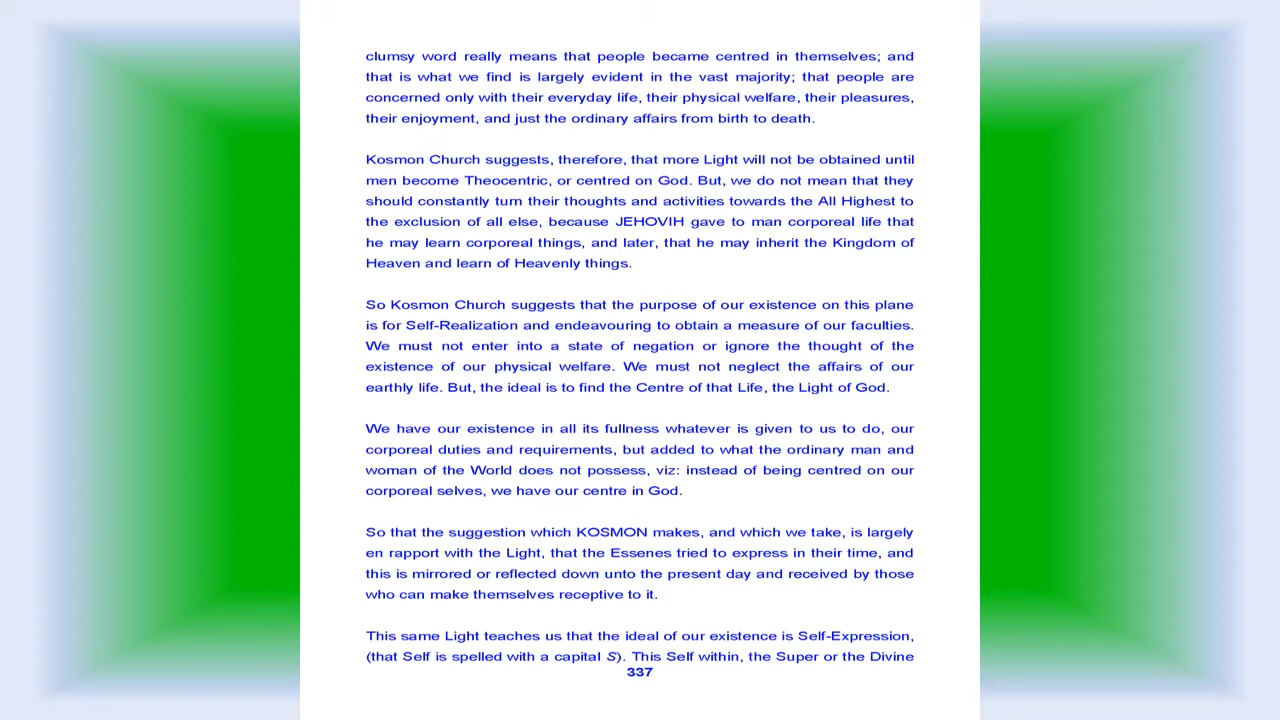 clumsy word really means that people became centred in themselves; and
that is what we find is largely evident in the vast majority; that people are
concerned only with their everyday life, their physical welfare, their pleasures,
their enjoyment, and just the ordinary affairs from birth to death.
Kosmon Church suggests, therefore, that more Light will not be obtained until
men become Theocentric, or centred on God. But, we do not mean that they
should constantly turn their thoughts and activities towards the All Highest to
the exclusion of all else, because JEHOVIH gave to man corporeal life that
he may learn corporeal things, and later, that he may inherit the Kingdom of
Heaven and learn of Heavenly things.
So Kosmon Church suggests that the purpose of our existence on this plane
is for Self-Realization and endeavouring to obtain a measure of our faculties.
We must not enter into a state of negation or ignore the thought of the
existence of our physical welfare. We must not neglect the affairs of our
earthly life. But, the ideal is to find the Centre of that Life, the Light of God.
We have our existence in all its fullness whatever is given to us to do, our
corporeal duties and requirements, but added to what the ordinary man and
woman of the World does not possess, viz: instead of being centred on our
corporeal selves, we have our centre in God.
So that the suggestion which KOSMON makes, and which we take, is largely
en rapport with the Light, that the Essenes tried to express in their time, and
this is mirrored or reflected down unto the present day and received by those
who can make themselves receptive to it.
This same Light teaches us that the ideal of our existence is Self-Expression,
(that Self is spelled with a capital S). This Self within, the Super or the Divine
337